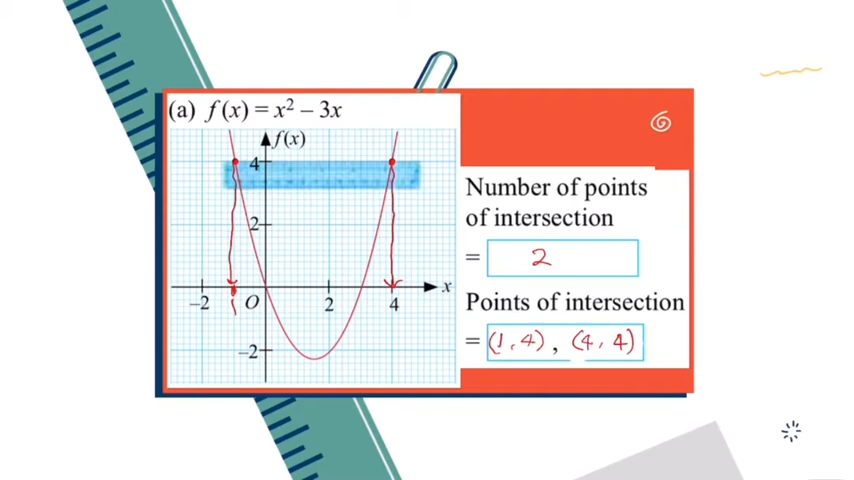 (a) f(x) = x² – 3x
f(x)
4
2
–2 O 2 4 x
1
–2
Number of points
of intersection
= 2
Points of intersection
= (1, 4), (4, 4)